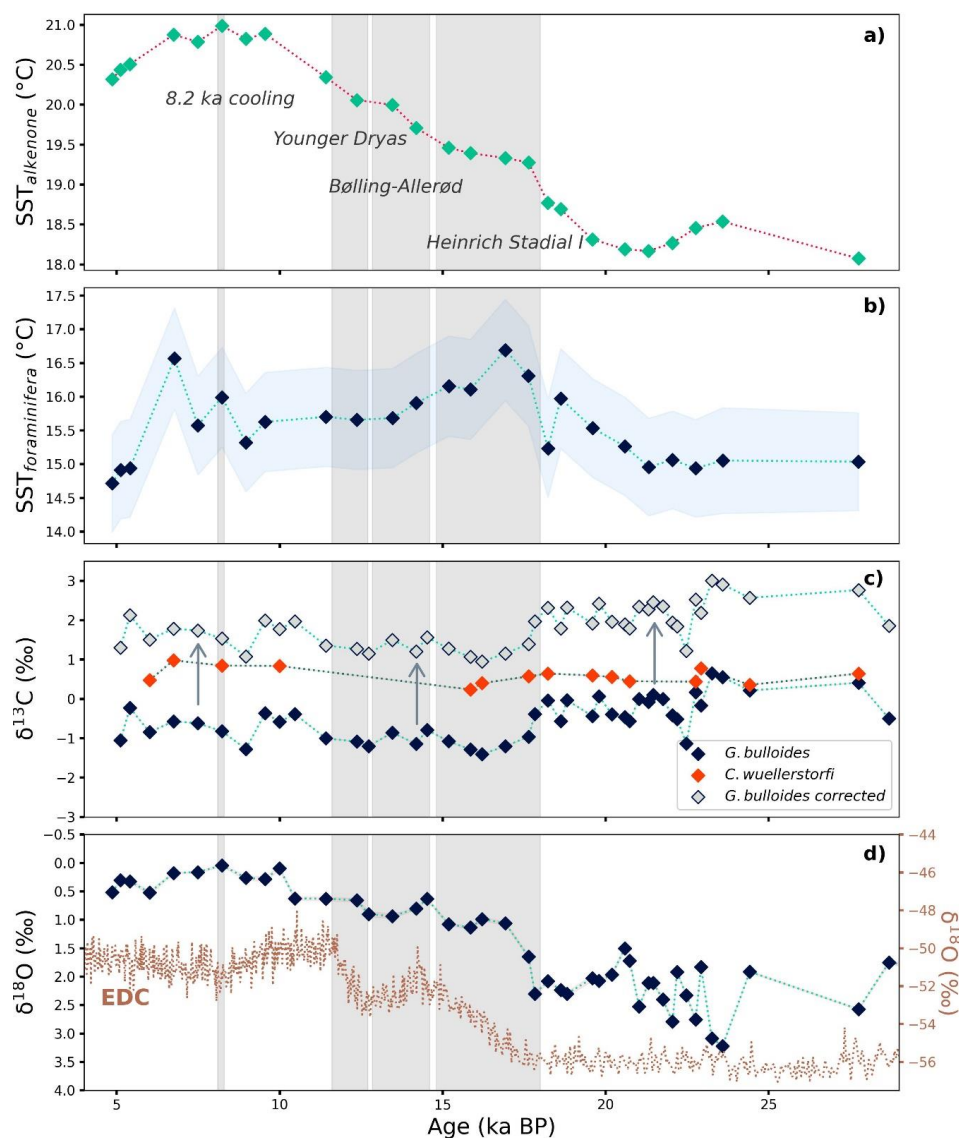 a)
SST_alkenone (°C)
21.0
20.5
20.0
19.5
19.0
18.5
18.0
8.2 ka cooling
Younger Dryas
Bølling-Allerød
Heinrich Stadial I
b)
SST_foraminifera (°C)
17.5
17.0
16.5
16.0
15.5
15.0
14.5
14.0
c)
δ¹³C (‰)
3
2
1
0
−1
−2
−3
G. bulloides
C. wuellerstorfi
G. bulloides corrected
d)
δ¹⁸O (‰)
−0.5
0.0
0.5
1.0
1.5
2.0
2.5
3.0
3.5
4.0
EDC
−44
−46
−48
−50
−52
−54
−56
δ¹⁸O (‰)
5
10
15
20
25
Age (ka BP)